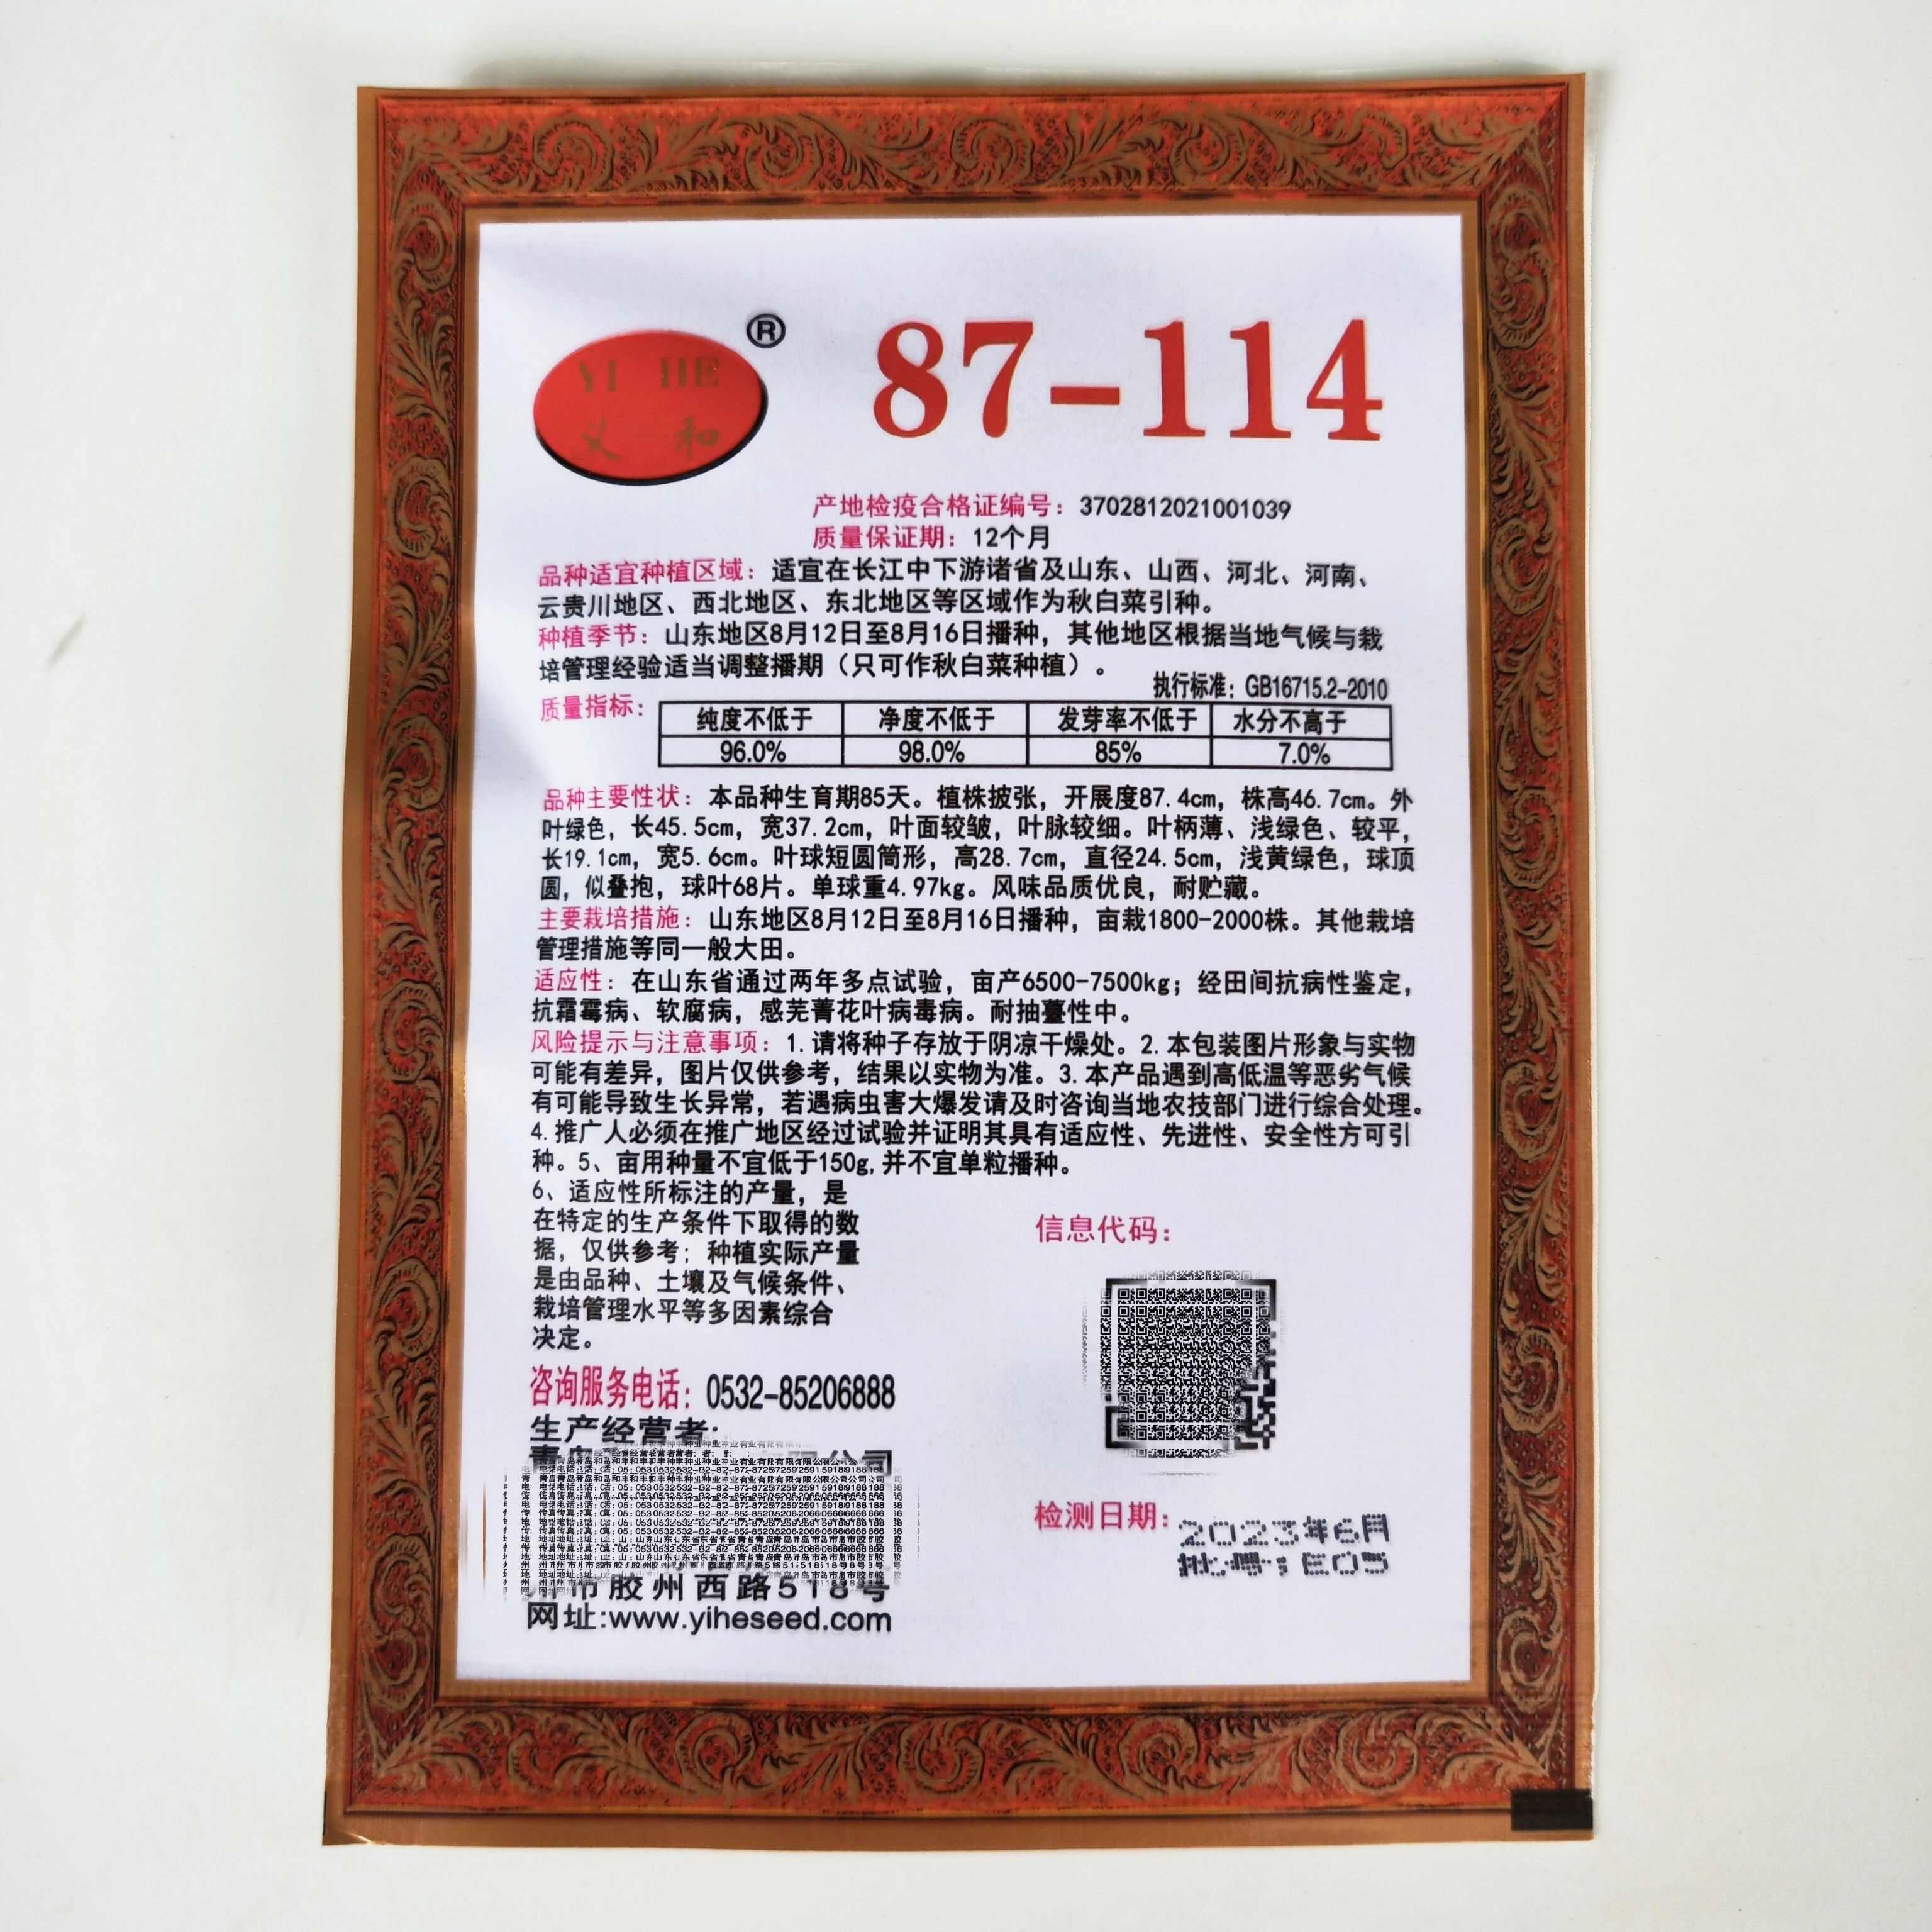 YI HE
义 和
®
87-114
产地检疫合格证编号：3702812021001039
质量保证期：12个月
品种适宜种植区域：适宜在长江中下游诸省及山东、山西、河北、河南、
云贵川地区、西北地区、东北地区等区域作为秋白菜引种。
种植季节：山东地区8月12日至8月16日播种，其他地区根据当地气候与栽
培管理经验适当调整播期（只可作秋白菜种植）。
执行标准：GB16715.2-2010
质量指标：
纯度不低于 净度不低于 发芽率不低于 水分不高于
96.0% 98.0% 85% 7.0%
品种主要性状：本品种生育期85天。植株披张，开展度87.4cm，株高46.7cm。外
叶绿色，长45.5cm，宽37.2cm，叶面较皱，叶脉较细。叶柄薄、浅绿色、较平，
长19.1cm，宽5.6cm。叶球短圆筒形，高28.7cm，直径24.5cm，浅黄绿色，球顶
圆，似叠抱，球叶68片。单球重4.97kg。风味品质优良，耐贮藏。
主要栽培措施：山东地区8月12日至8月16日播种，亩栽1800-2000株。其他栽培
管理措施等同一般大田。
适应性：在山东省通过两年多点试验，亩产6500-7500kg；经田间抗病性鉴定，
抗霜霉病、软腐病，感芜菁花叶病毒病。耐抽薹性中。
风险提示与注意事项：1.请将种子存放于阴凉干燥处。2.本包装图片形象与实物
可能有差异，图片仅供参考，结果以实物为准。3.本产品遇到高低温等恶劣气候
有可能导致生长异常，若遇病虫害大爆发请及时咨询当地农技部门进行综合处理。
4.推广人必须在推广地区经过试验并证明其具有适应性、先进性、安全性方可引
种。5、亩用种量不宜低于150g,并不宜单粒播种。
6、适应性所标注的产量，是
在特定的生产条件下取得的数
据，仅供参考；种植实际产量
是由品种、土壤及气候条件、
栽培管理水平等多因素综合
决定。
信息代码：
咨询服务电话：0532-85206888
生产经营者：
限公司
市胶州西路518号
网址:www.yiheseed.com
检测日期：2023年6月
批号：E05